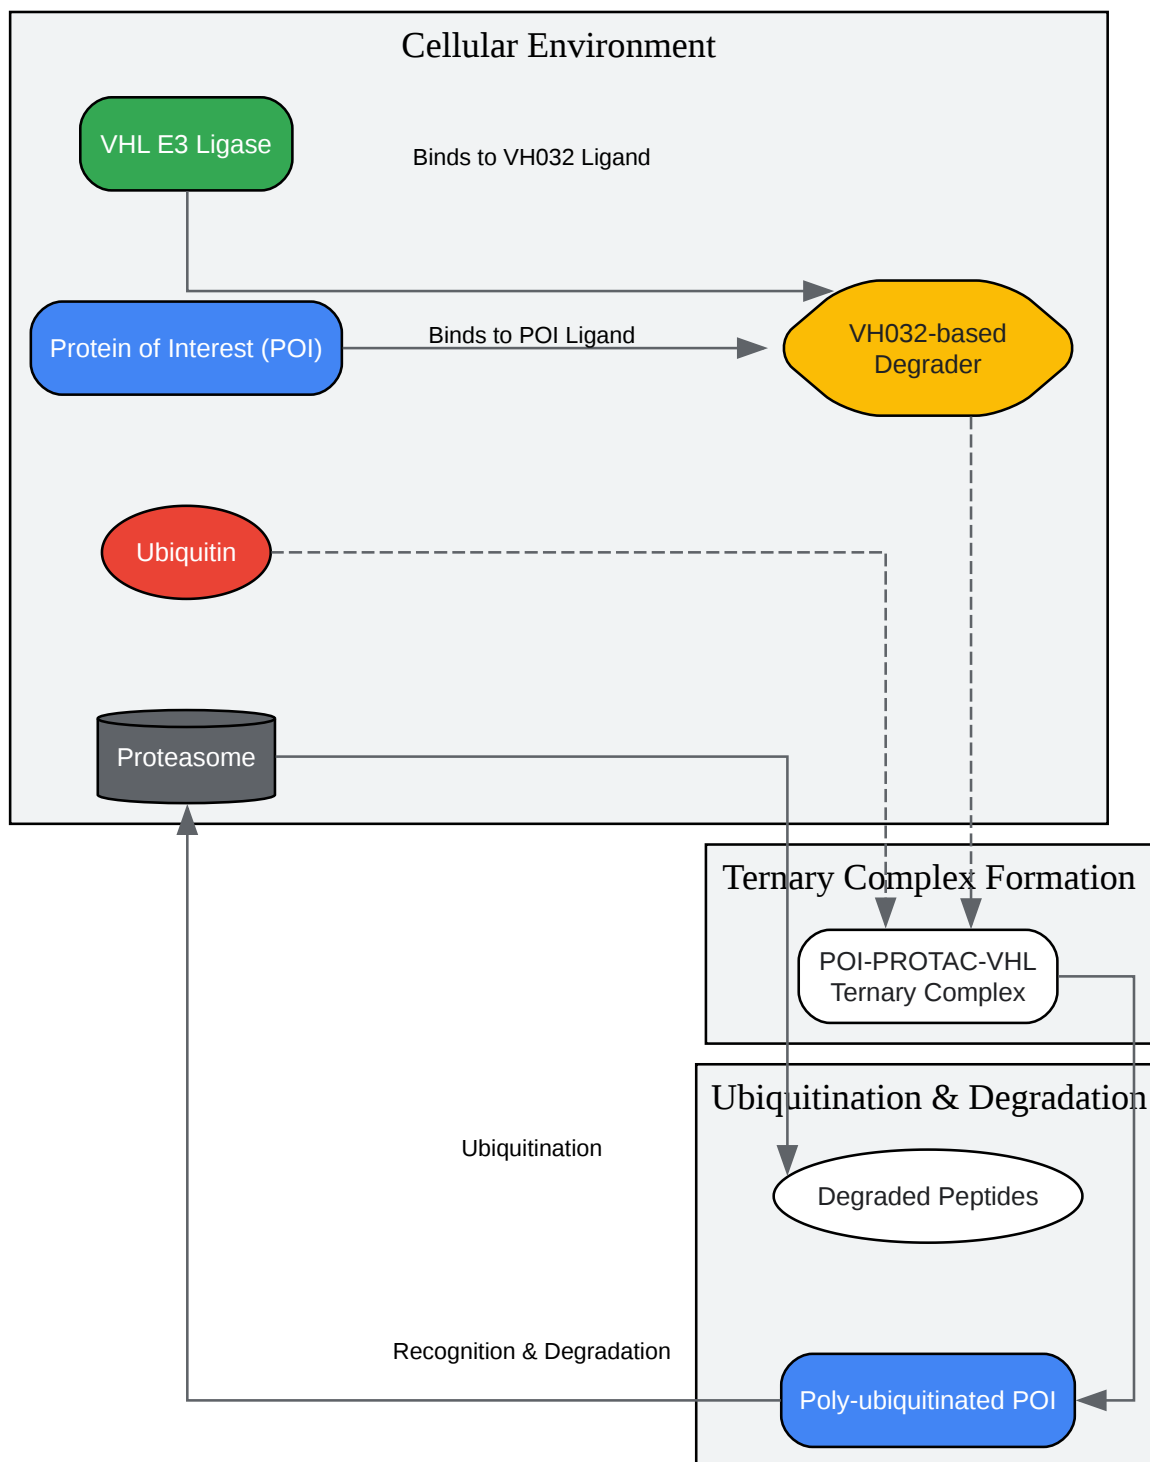 Cellular Environment
VHL E3 Ligase
Binds to VH032 Ligand
Protein of Interest (POI)
Binds to POI Ligand
VH032-based
Degrader
Ubiquitin
Proteasome
Ternary Complex Formation
POI-PROTAC-VHL
Ternary Complex
Ubiquitination & Degradation
Ubiquitination
Degraded Peptides
Recognition & Degradation
Poly-ubiquitinated POI